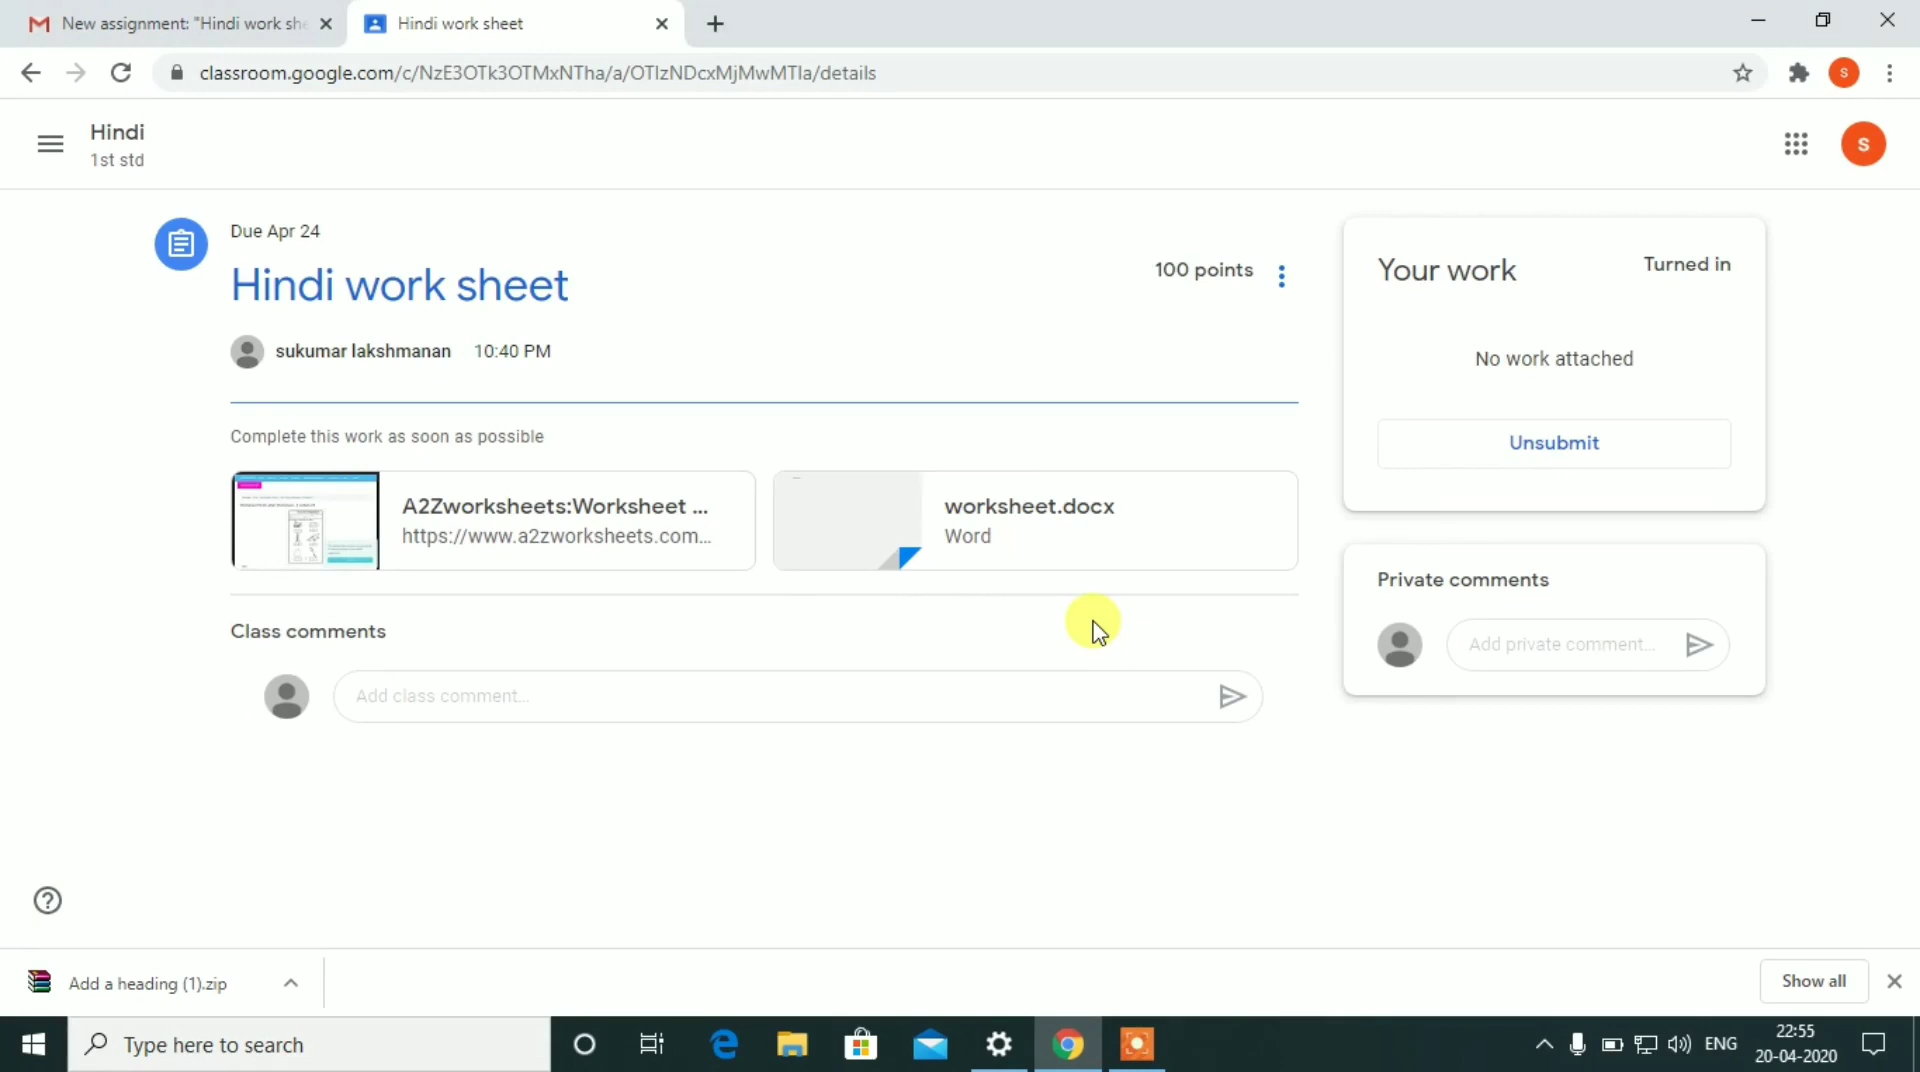 New assignment: "Hindi work she
Hindi work sheet
classroom.google.com/c/NzE3OTk3OTMxNTha/a/OTIzNDcxMjMwMTIa/details
S
Hindi
1st std
S
Due Apr 24
Hindi work sheet
100 points
sukumar lakshmanan 10:40 PM
Complete this work as soon as possible
A2Zworksheets:Worksheet ...
https://www.a2zworksheets.com...
worksheet.docx
Word
Class comments
Add class comment...
Your work
Turned in
No work attached
Unsubmit
Private comments
Add private comment...
Add a heading (1).zip
Show all
Type here to search
ENG
22:55
20-04-2020